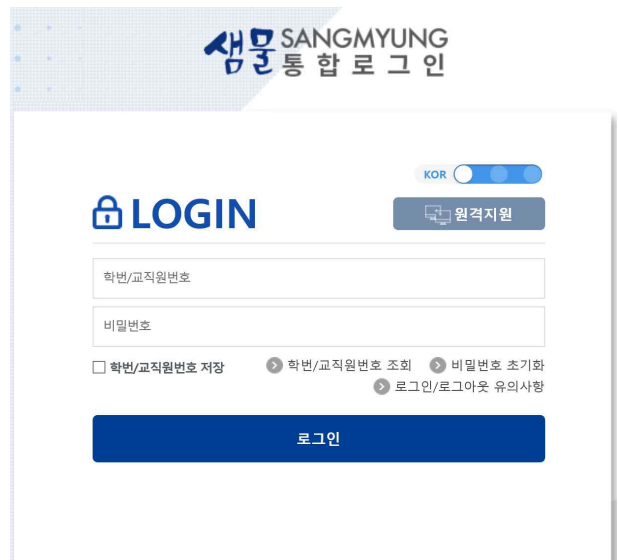 샘물 SANGMYUNG
통합로그인
KOR
LOGIN
원격지원
학번/교직원번호
비밀번호
학번/교직원번호 저장 학번/교직원번호 조회 비밀번호 초기화
로그인/로그아웃 유의사항
로그인